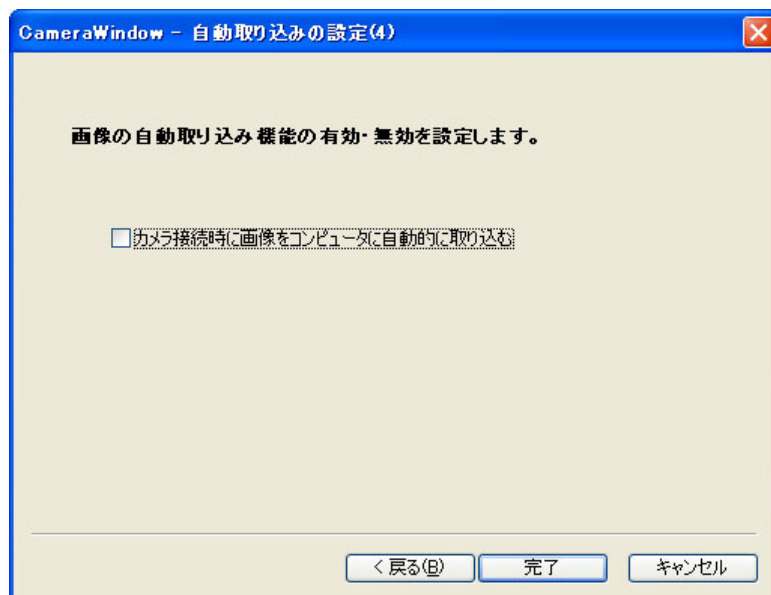 CameraWindow - 自動取り込みの設定(4)
画像の自動取り込み機能の有効・無効を設定します。
カメラ接続時に画像をコンピュータに自動的に取り込む
< 戻る(B) 完了 キャンセル